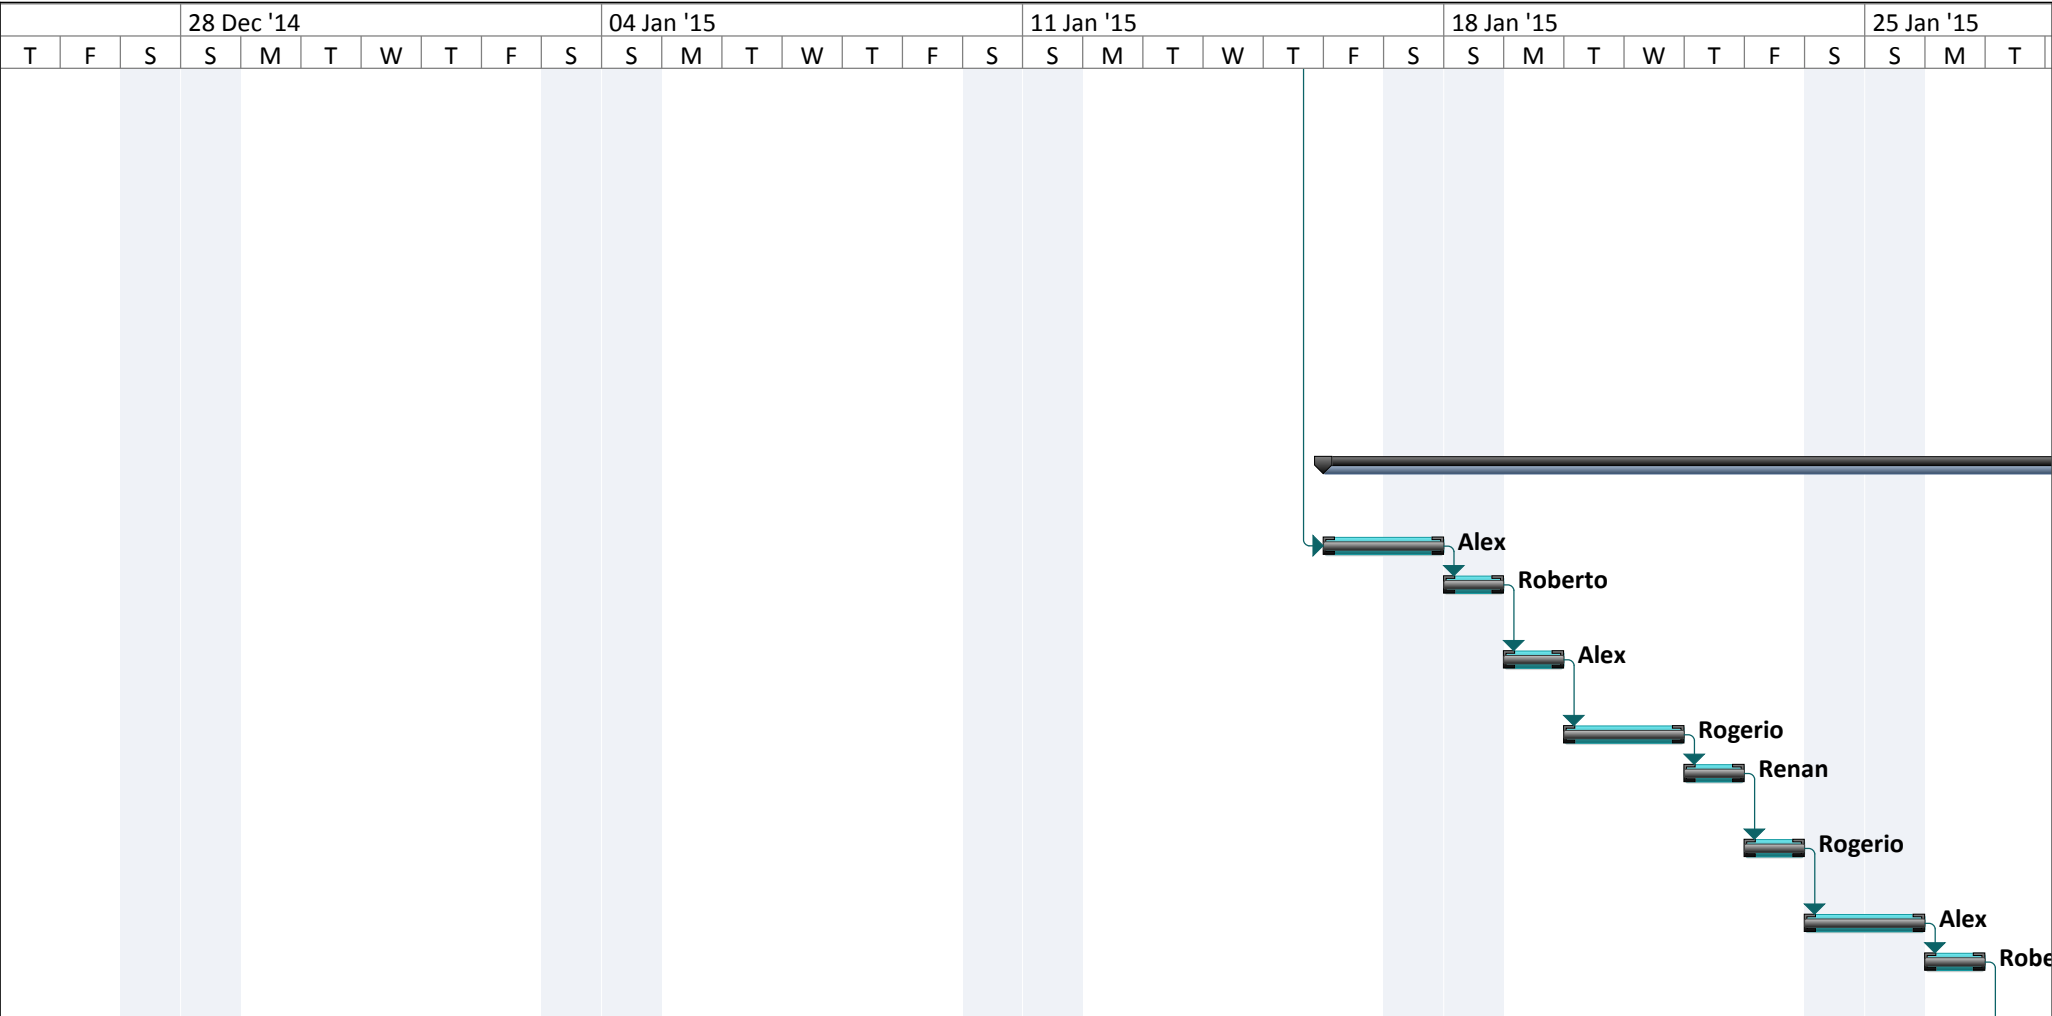 28 Dec '14 04 Jan '15 11 Jan '15 18 Jan '15 25 Jan '15
T F S S M T W T F S S M T W T F S S M T W T F S S M T W T F S S M T
Alex
Roberto
Alex
Rogerio
Renan
Rogerio
Alex
Robe